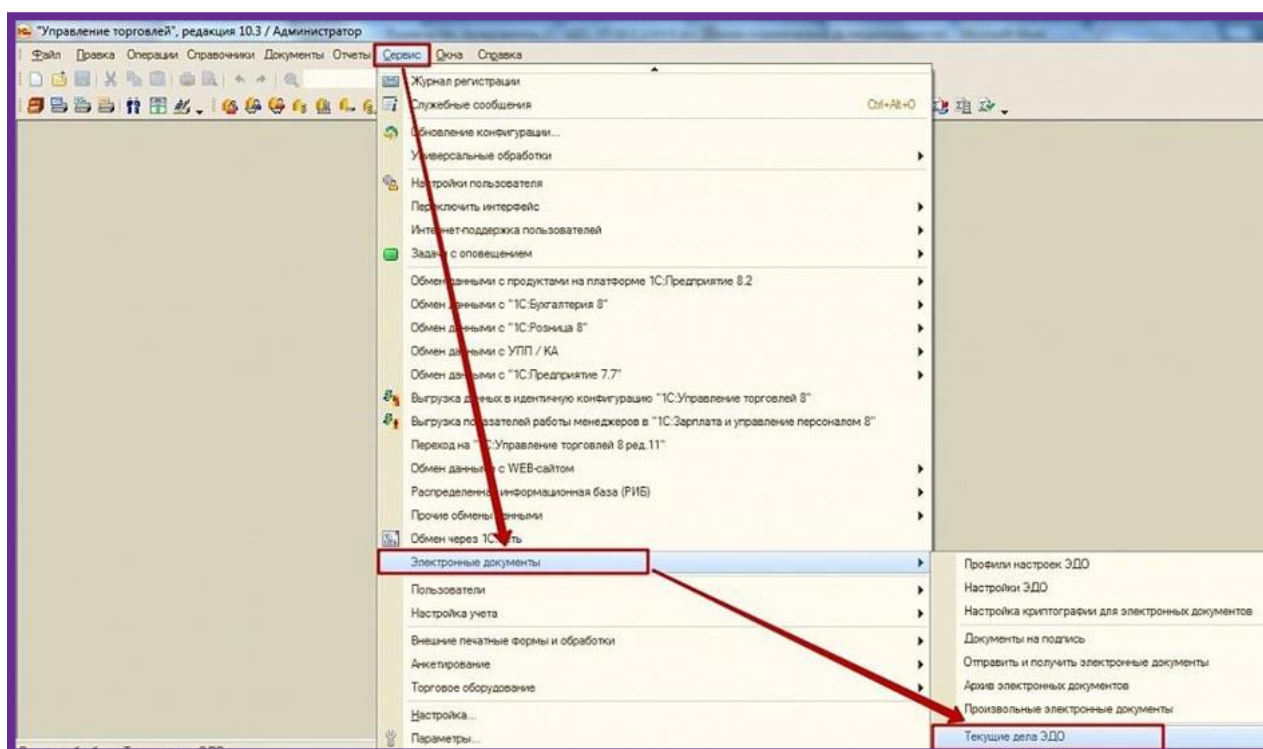 "Управление торговлей", редакция 10.3 / Администратор
Файл Правка Операции Справочники Документы Отчеты Сервис Окна Справка
Журнал регистрации
Служебные сообщения Ctrl+Alt+O
Обновление конфигурации...
Универсальные обработки
Настройки пользователя
Переключить интерфейс
Интернет-поддержка пользователей
Задачи с оповещением
Обмен данными с продуктами на платформе 1С:Предприятие 8.2
Обмен данными с "1С:Бухгалтерия 8"
Обмен данными с "1С:Розница 8"
Обмен данными с УПП / КА
Обмен данными с "1С:Предприятие 7.7"
Выгрузка данных в идентичную конфигурацию "1С:Управление торговлей 8"
Выгрузка показателей работы менеджеров в "1С:Зарплата и управление персоналом 8"
Переход на "1С:Управление торговлей 8 ред.11"
Обмен данными с WEB-сайтом
Распределенная информационная база (РИБ)
Прочие обмены данными
Обмен через 1С:Сеть
Электронные документы
Профили настроек ЭДО
Настройки ЭДО
Настройка криптографии для электронных документов
Документы на подпись
Отправить и получить электронные документы
Архив электронных документов
Произвольные электронные документы
Текущие дела ЭДО
Пользователи
Настройка учета
Внешние печатные формы и обработки
Анкетирование
Торговое оборудование
Настройка...
Параметры...